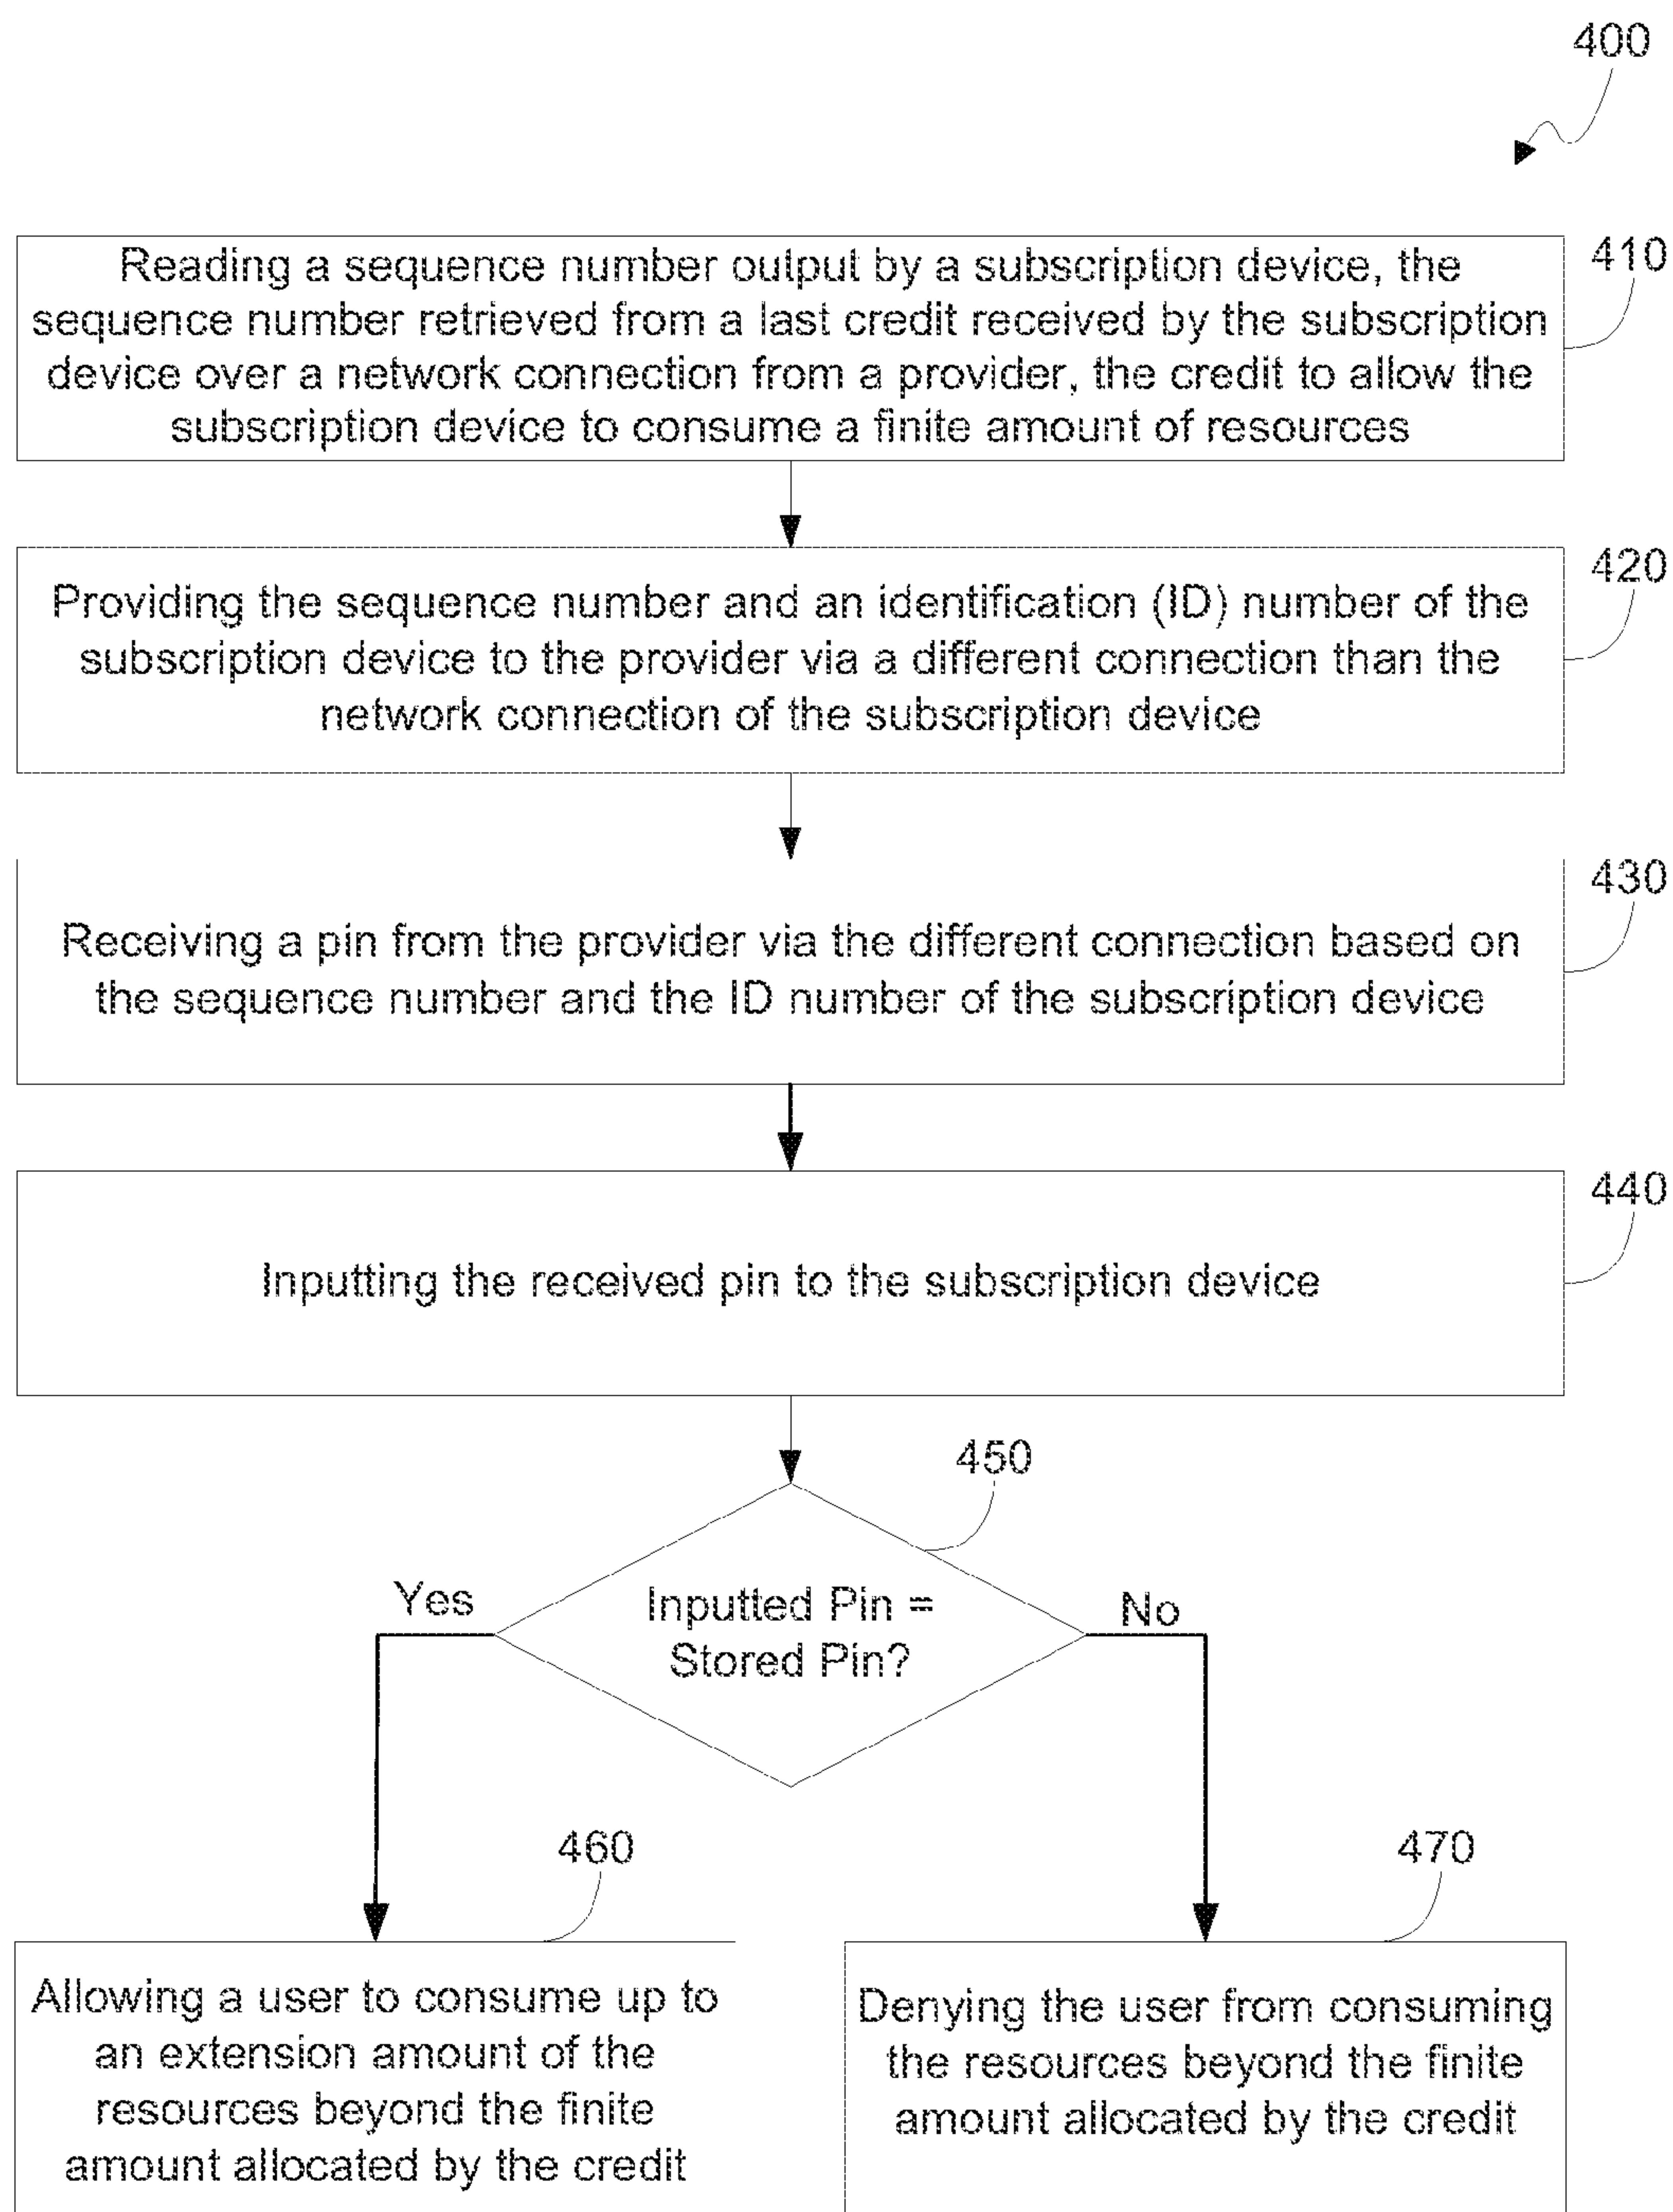 400
410
Reading a sequence number output by a subscription device, the
sequence number retrieved from a last credit received by the subscription
device over a network connection from a provider, the credit to allow the
subscription device to consume a finite amount of resources
420
Providing the sequence number and an identification (ID) number of the
subscription device to the provider via a different connection than the
network connection of the subscription device
430
Receiving a pin from the provider via the different connection based on
the sequence number and the ID number of the subscription device
440
Inputting the received pin to the subscription device
450
Yes
Inputted Pin =
Stored Pin?
No
460
Allowing a user to consume up to
an extension amount of the
resources beyond the finite
amount allocated by the credit
470
Denying the user from consuming
the resources beyond the finite
amount allocated by the credit